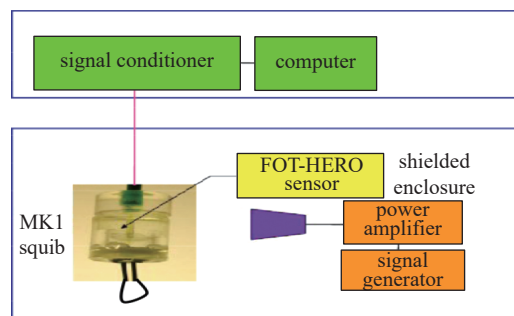 signal conditioner
computer
FOT-HERO
sensor
shielded
enclosure
MK1
squib
power
amplifier
signal
generator